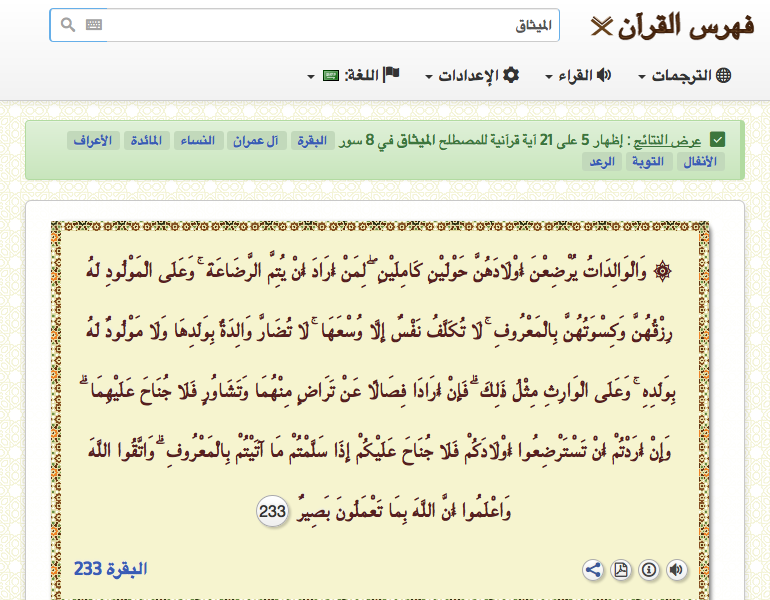 فهرس القرآن
الميثاق
الترجمات القراء الإعدادات اللغة:
عرض النتائج : إظهار 5 على 21 آية قرآنية للمصطلح الميثاق في 8 سور البقرة آل عمران النساء المائدة الأعراف
الأنفال التوبة الرعد
۞ وَالْوَالِدَاتُ يُرْضِعْنَ أَوْلَادَهُنَّ حَوْلَيْنِ كَامِلَيْنِ ۖ لِمَنْ أَرَادَ أَنْ يُتِمَّ الرَّضَاعَةَ ۚ وَعَلَى الْمَوْلُودِ لَهُ
رِزْقُهُنَّ وَكِسْوَتُهُنَّ بِالْمَعْرُوفِ ۚ لَا تُكَلَّفُ نَفْسٌ إِلَّا وُسْعَهَا ۚ لَا تُضَارَّ وَالِدَةٌ بِوَلَدِهَا وَلَا مَوْلُودٌ لَهُ
بِوَلَدِهِ ۚ وَعَلَى الْوَارِثِ مِثْلُ ذَٰلِكَ ۗ فَإِنْ أَرَادَا فِصَالًا عَنْ تَرَاضٍ مِنْهُمَا وَتَشَاوُرٍ فَلَا جُنَاحَ عَلَيْهِمَا ۗ
وَإِنْ أَرَدْتُمْ أَنْ تَسْتَرْضِعُوا أَوْلَادَكُمْ فَلَا جُنَاحَ عَلَيْكُمْ إِذَا سَلَّمْتُمْ مَا آتَيْتُمْ بِالْمَعْرُوفِ ۗ وَاتَّقُوا اللَّهَ
وَاعْلَمُوا أَنَّ اللَّهَ بِمَا تَعْمَلُونَ بَصِيرٌ 233
البقرة 233